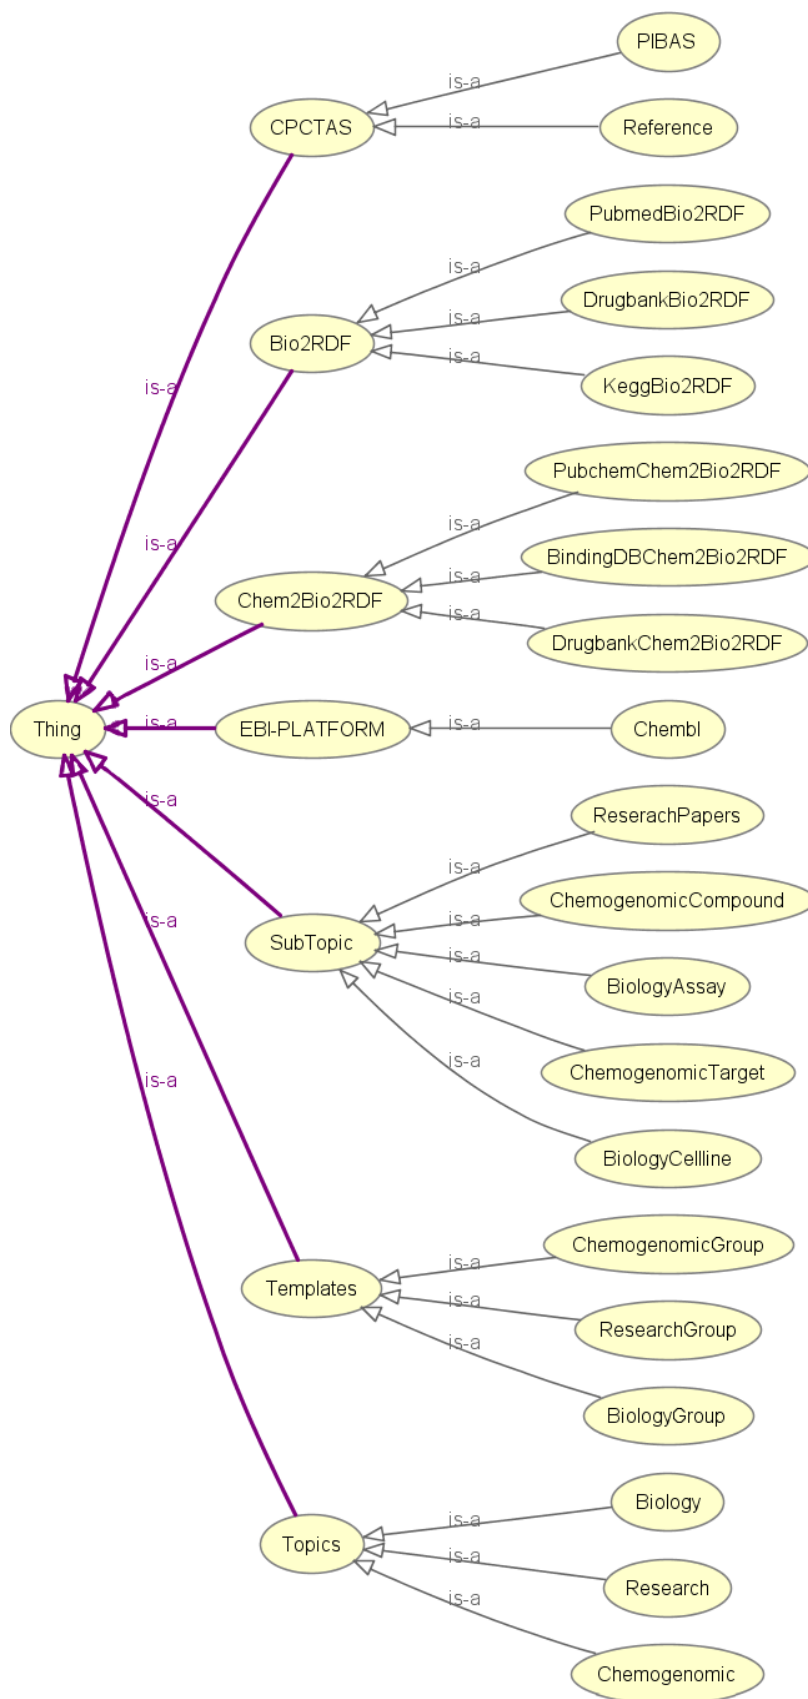 PIBAS
is-a
CPCTAS
is-a
Reference
PubmedBio2RDF
is-a
DrugbankBio2RDF
is-a
Bio2RDF
is-a
KeggBio2RDF
is-a
PubchemChem2Bio2RDF
is-a
is-a
BindingDBChem2Bio2RDF
is-a
Chem2Bio2RDF
is-a
DrugbankChem2Bio2RDF
is-a
Thing
is-a
EBI-PLATFORM
is-a
Chembl
is-a
ReserachPapers
is-a
ChemogenomicCompound
is-a
is-a
SubTopic
is-a
BiologyAssay
is-a
ChemogenomicTarget
is-a
is-a
BiologyCellline
ChemogenomicGroup
is-a
Templates
is-a
ResearchGroup
is-a
BiologyGroup
Biology
is-a
Topics
is-a
Research
is-a
Chemogenomic